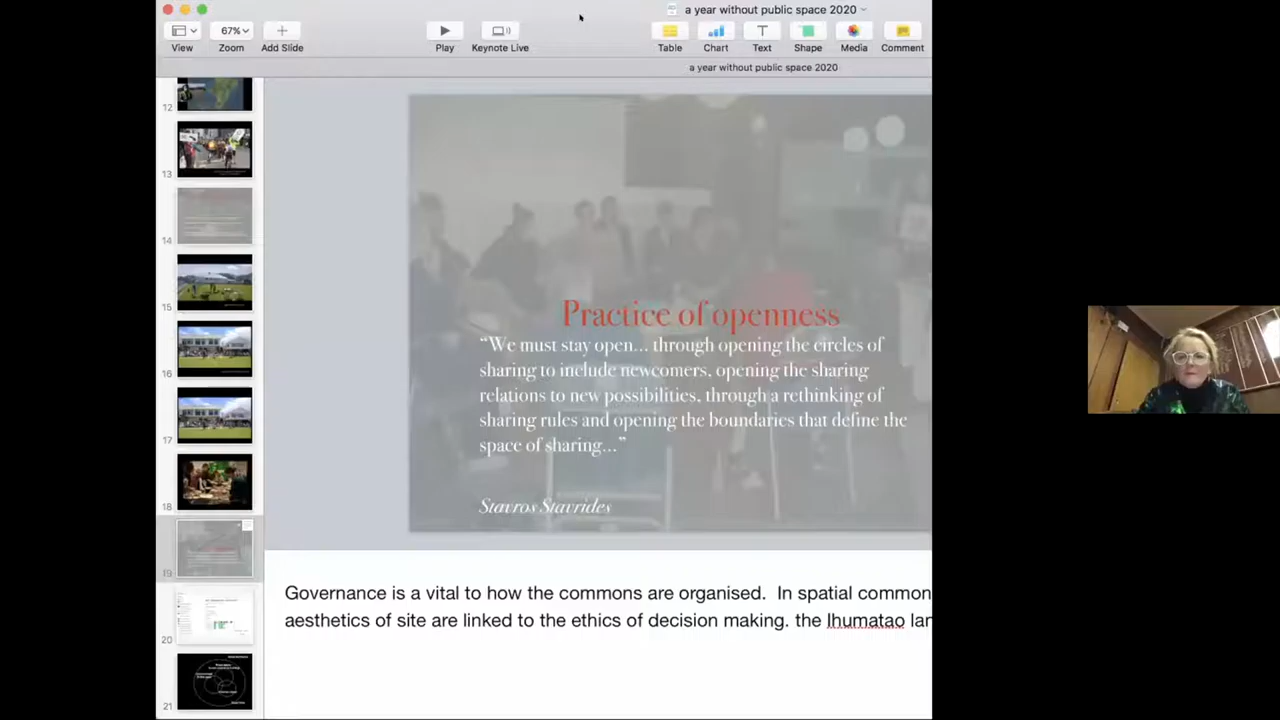 a year without public space 2020
67%
View
Zoom
Add Slide
Play
Keynote Live
Table
Chart
Text
Shape
Media
Comment
a year without public space 2020
12
13
14
15
16
17
18
19
20
21
Practice of openness
“We must stay open... through opening the circles of
sharing to include newcomers, opening the sharing
relations to new possibilities, through a rethinking of
sharing rules and opening the boundaries that define the
space of sharing...”
Stavros Stavrides
Governance is a vital to how the commons are organised.  In spatial common
aesthetics of site are linked to the ethics of decision making. the Ihumatao lan